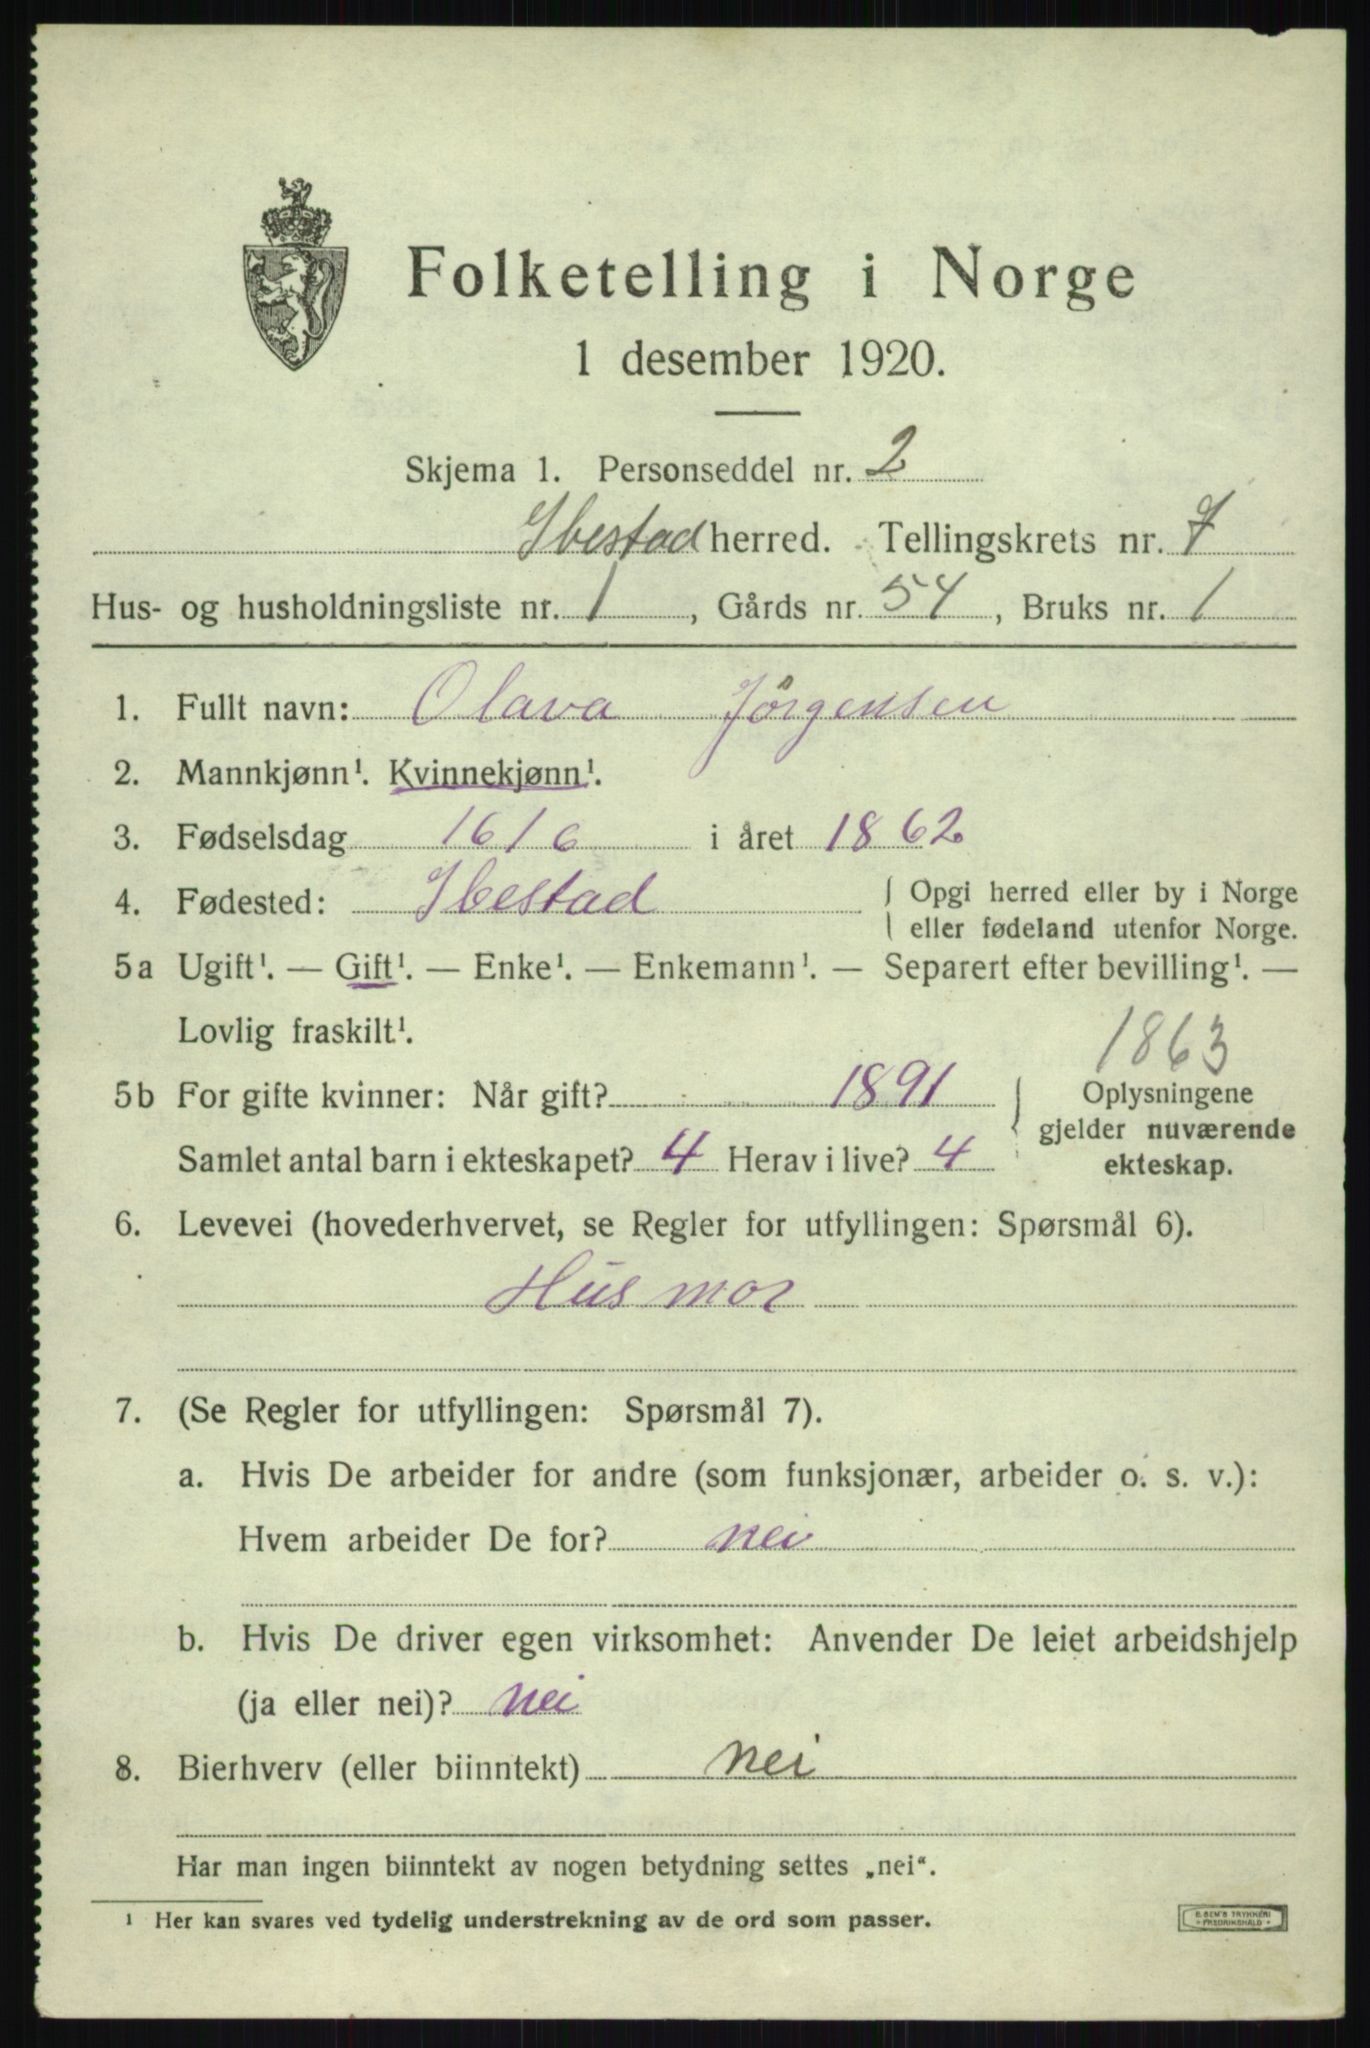 Folketelling i Norge
1 desember 1920.
Skjema 1. Personseddel nr. 2
Ibestad herred. Tellingskrets nr. 7
Hus- og husholdningsliste nr. 1, Gårds nr. 54, Bruks nr. 1
1. Fullt navn: Olava Jörgensen
2. Mannkjønn¹. Kvinnekjønn¹.
3. Fødselsdag 16/6 i året 1862
4. Fødested: Ibestad { Opgi herred eller by i Norge
eller fødeland utenfor Norge.
5a Ugift¹. — Gift¹. — Enke¹. — Enkemann¹. — Separert efter bevilling¹. —
Lovlig fraskilt¹.
1863
5b For gifte kvinner: Når gift? 1891 } Oplysningene
gjelder nuværende
Samlet antal barn i ekteskapet? 4 Herav i live? 4
ekteskap.
6. Levevei (hovederhvervet, se Regler for utfyllingen: Spørsmål 6).
Husmor
7. (Se Regler for utfyllingen: Spørsmål 7).
a. Hvis De arbeider for andre (som funksjonær, arbeider o. s. v.):
Hvem arbeider De for? nei
b. Hvis De driver egen virksomhet: Anvender De leiet arbeidshjelp
(ja eller nei)? nei
8. Bierhverv (eller biinntekt) nei
Har man ingen biinntekt av nogen betydning settes „nei“.
¹ Her kan svares ved tydelig understrekning av de ord som passer.
E. SEM'S TRYKKERI
FREDRIKSHALD